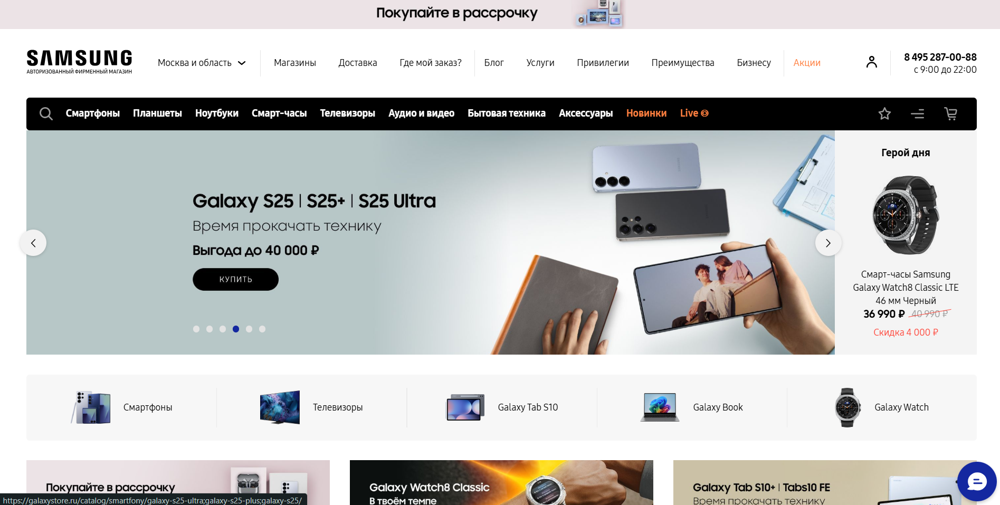 Покупайте в рассрочку
SAMSUNG
АВТОРИЗОВАННЫЙ ФИРМЕННЫЙ МАГАЗИН
Москва и область
Магазины
Доставка
Где мой заказ?
Блог
Услуги
Привилегии
Преимущества
Бизнесу
Акции
8 495 287-00-88
с 9:00 до 22:00
Смартфоны
Планшеты
Ноутбуки
Смарт-часы
Телевизоры
Аудио и видео
Бытовая техника
Аксессуары
Новинки
Live
Galaxy S25 | S25+ | S25 Ultra
Время прокачать технику
Выгода до 40 000 ₽
КУПИТЬ
Герой дня
Смарт-часы Samsung
Galaxy Watch8 Classic LTE
46 мм Черный
36 990 ₽ 40 990 ₽
Скидка 4 000 ₽
Смартфоны
Телевизоры
Galaxy Tab S10
Galaxy Book
Galaxy Watch
Покупайте в рассрочку
Galaxy Watch8 Classic
В твоём темпе
Galaxy Tab S10+ | Tabs10 FE
Время прокачать технику
https://galaxystore.ru/catalog/smartfony/galaxy-s25-ultra;galaxy-s25-plus;galaxy-s25/